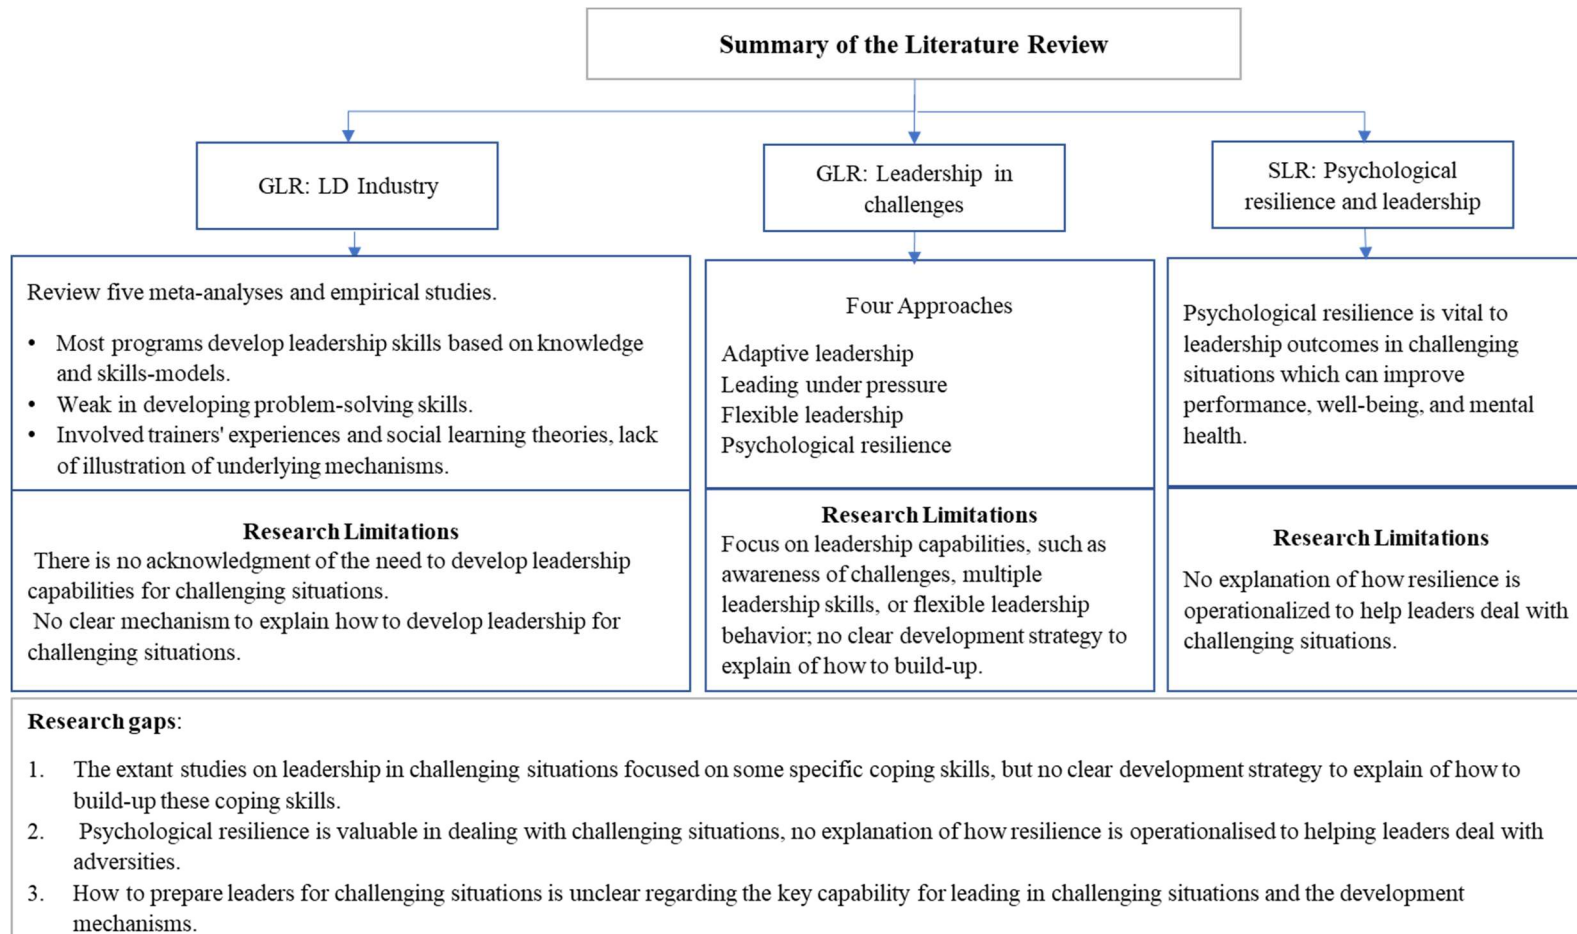 Summary of the Literature Review
GLR: LD Industry
GLR: Leadership in
challenges
SLR: Psychological
resilience and leadership
Review five meta-analyses and empirical studies.
• Most programs develop leadership skills based on knowledge
and skills-models.
• Weak in developing problem-solving skills.
• Involved trainers' experiences and social learning theories, lack
of illustration of underlying mechanisms.
Four Approaches
Adaptive leadership
Leading under pressure
Flexible leadership
Psychological resilience
Psychological resilience is vital to
leadership outcomes in challenging
situations which can improve
performance, well-being, and mental
health.
Research Limitations
There is no acknowledgment of the need to develop leadership
capabilities for challenging situations.
No clear mechanism to explain how to develop leadership for
challenging situations.
Research Limitations
Focus on leadership capabilities, such as
awareness of challenges, multiple
leadership skills, or flexible leadership
behavior; no clear development strategy to
explain of how to build-up.
Research Limitations
No explanation of how resilience is
operationalized to help leaders deal with
challenging situations.
Research gaps:
1. The extant studies on leadership in challenging situations focused on some specific coping skills, but no clear development strategy to explain of how to
build-up these coping skills.
2. Psychological resilience is valuable in dealing with challenging situations, no explanation of how resilience is operationalised to helping leaders deal with
adversities.
3. How to prepare leaders for challenging situations is unclear regarding the key capability for leading in challenging situations and the development
mechanisms.